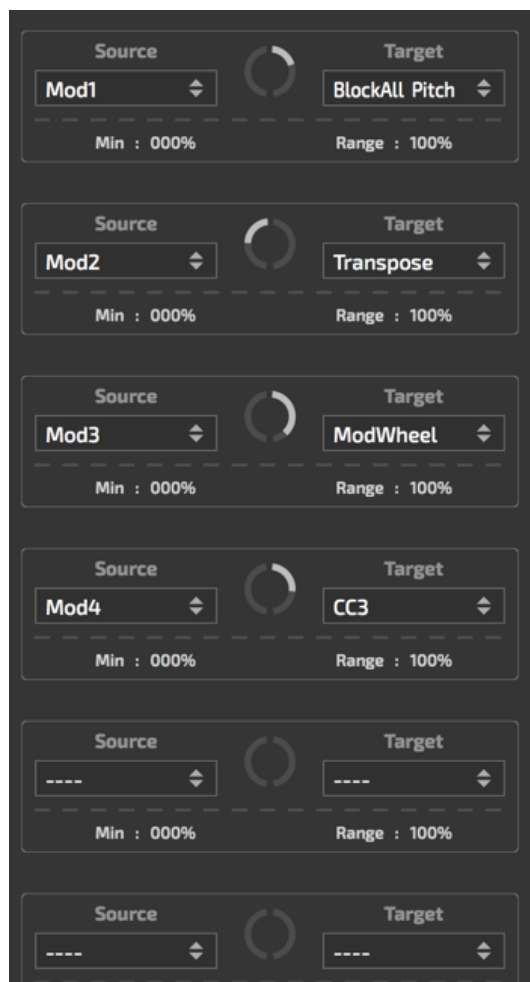 Source Target
Mod1 BlockAll Pitch
Min : 000% Range : 100%
Source Target
Mod2 Transpose
Min : 000% Range : 100%
Source Target
Mod3 ModWheel
Min : 000% Range : 100%
Source Target
Mod4 CC3
Min : 000% Range : 100%
Source Target
---- ----
Min : 000% Range : 100%
Source Target
---- ----